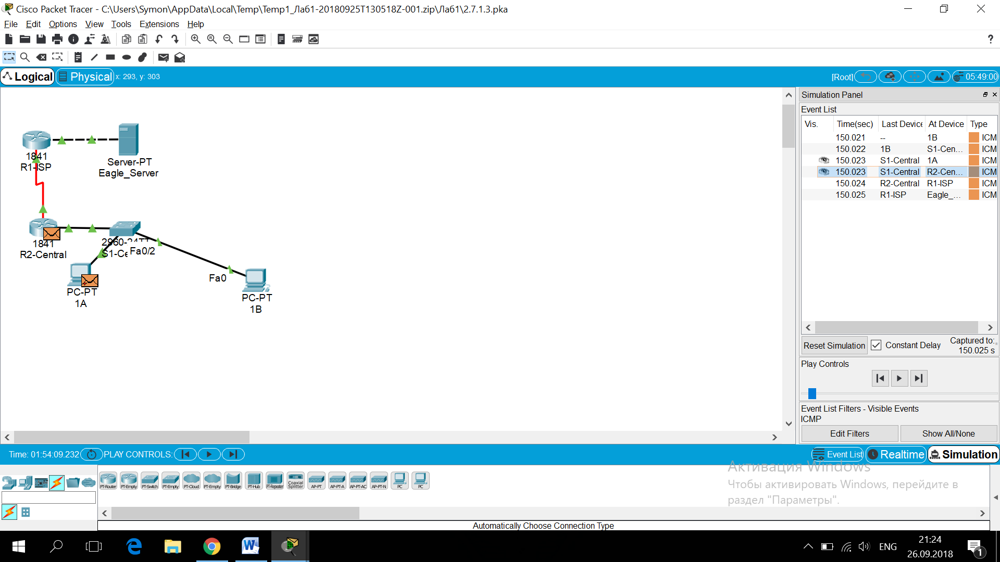 Cisco Packet Tracer - C:\Users\Symon\AppData\Local\Temp\Temp1_Ла61-20180925T130518Z-001.zip\Ла61\2.7.1.3.pka
File Edit Options View Tools Extensions Help
?
Logical Physical x: 293, y: 303 [Root] 05:49:00
Simulation Panel
Event List
Vis. Time(sec) Last Device At Device Type
150.021 -- 1B ICM
150.022 1B S1-Cen... ICM
150.023 S1-Central 1A ICM
150.023 S1-Central R2-Cen... ICM
150.024 R2-Central R1-ISP ICM
150.025 R1-ISP Eagle_... ICM
1841
R1-ISP
Server-PT
Eagle_Server
1841
R2-Central
2960-24TT
S1-Ce
Fa0/2
Fa0
PC-PT
1A
PC-PT
1B
Reset Simulation Constant Delay Captured to:
150.025 s
Play Controls
Event List Filters - Visible Events
ICMP
Edit Filters Show All/None
Time: 01:54:09.232 PLAY CONTROLS: Event List Realtime Simulation
PT-Router PT-Empty PT-Switch PT-Empty PT-Cloud PT-Empty PT-Bridge PT-Hub PT-Repeater Coaxial Splitter AP-PT AP-PT-A AP-PT-AC AP-PT-N PC PC
Активация Windows
Чтобы активировать Windows, перейдите в
раздел "Параметры".
Automatically Choose Connection Type
ENG
21:24
26.09.2018
1